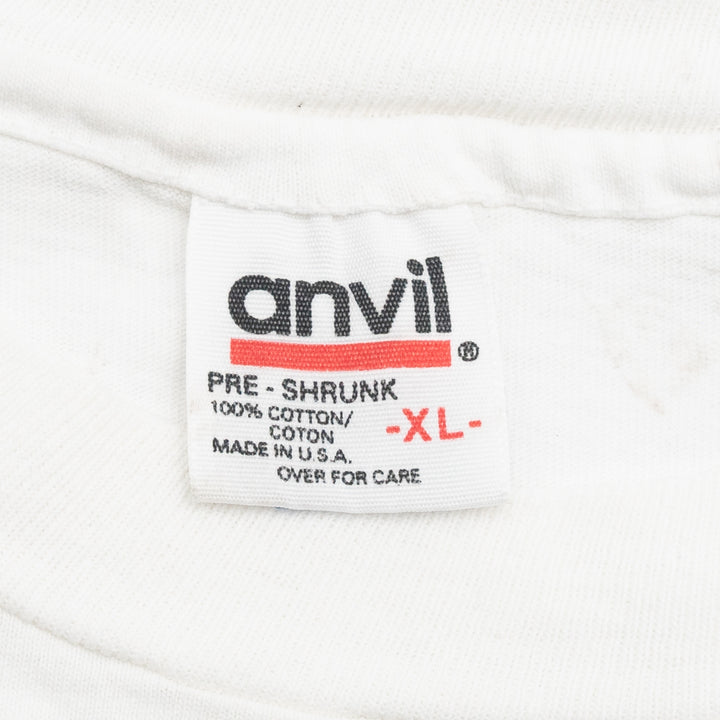 anvil
®
PRE - SHRUNK
100% COTTON/
COTON
-XL-
MADE IN U.S.A.
OVER FOR CARE